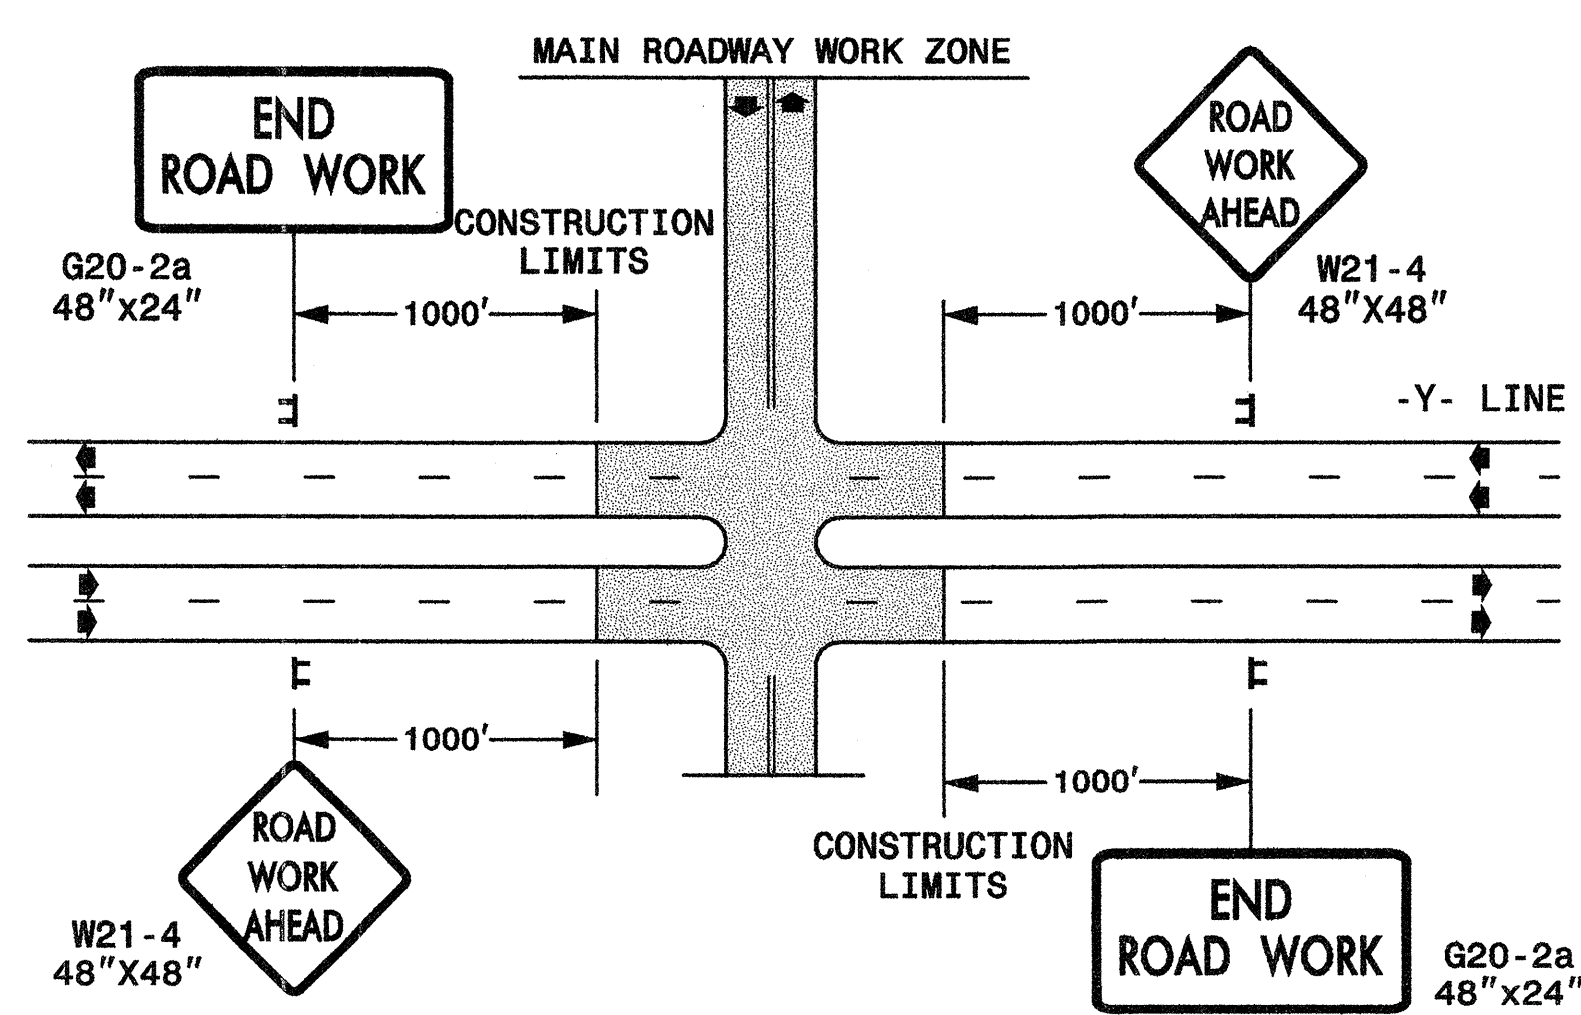 MAIN ROADWAY WORK ZONE
END
ROAD WORK
ROAD
WORK
AHEAD
CONSTRUCTION
LIMITS
G20-2a
48"x24"
W21-4
48"X48"
1000'
1000'
-Y- LINE
1000'
1000'
ROAD
WORK
AHEAD
W21-4
48"X48"
CONSTRUCTION
LIMITS
END
ROAD WORK
G20-2a
48"x24"